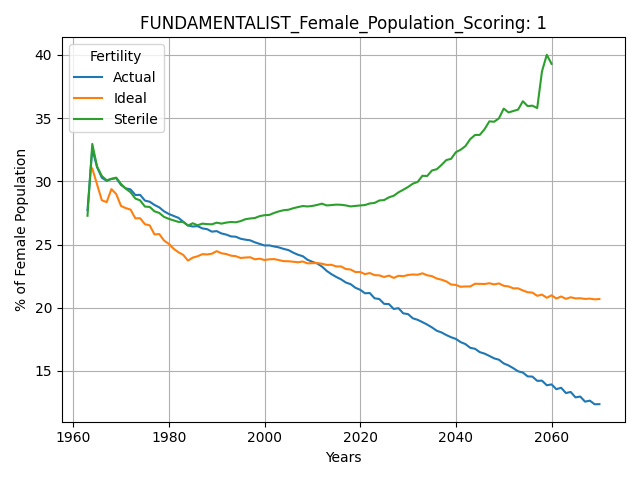 FUNDAMENTALIST_Female_Population_Scoring: 1
Fertility
Actual
Ideal
Sterile
% of Female Population
40
35
30
25
20
15
1960 1980 2000 2020 2040 2060
Years